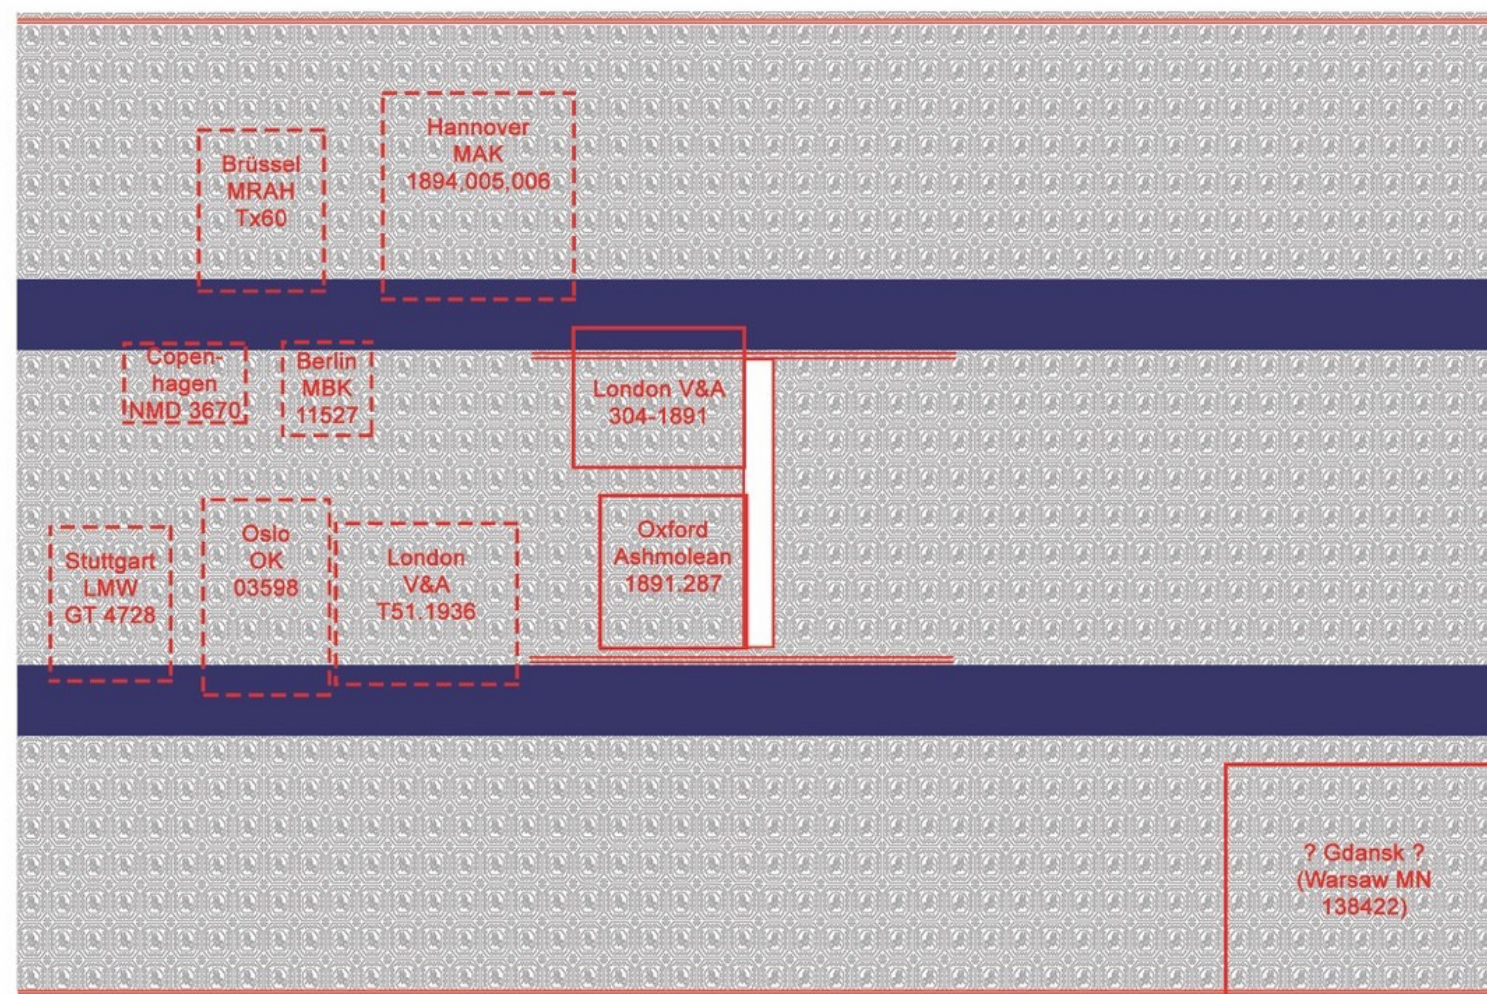 Brüssel
MRAH
Tx60
Hannover
MAK
1894,005,006
Copen-
hagen
NMD 3670
Berlin
MBK
11527
London V&A
304-1891
Stuttgart
LMW
GT 4728
Oslo
OK
03598
London
V&A
T51.1936
Oxford
Ashmolean
1891.287
? Gdansk ?
(Warsaw MN
138422)